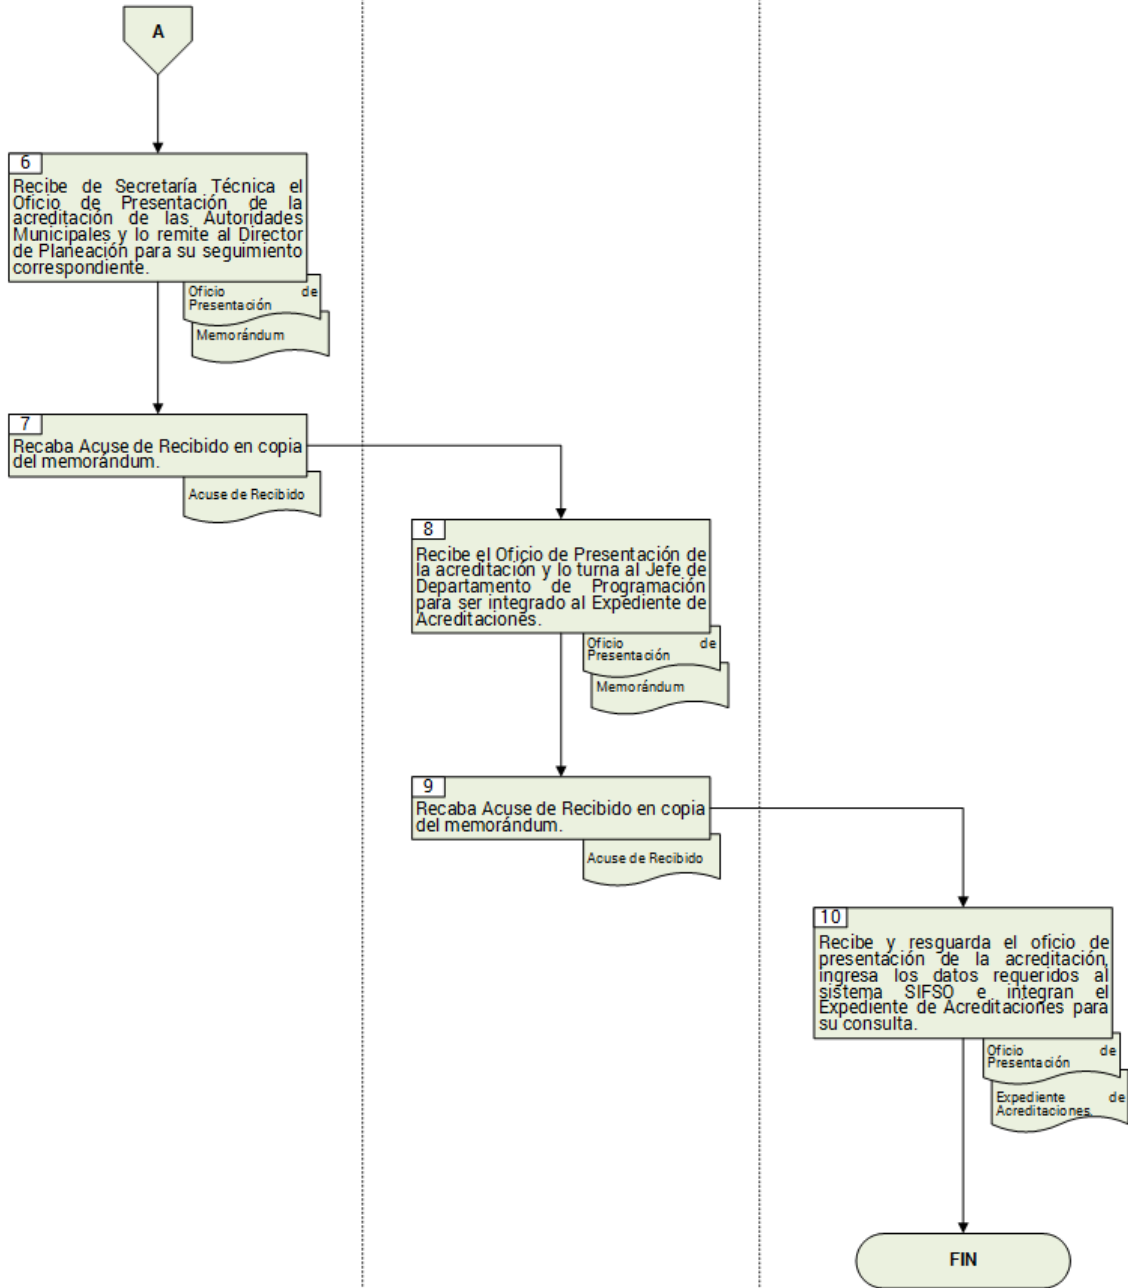 A
6
Recibe de Secretaría Técnica el
Oficio de Presentación de la
acreditación de las Autoridades
Municipales y lo remite al Director
de Planeación para su seguimiento
correspondiente.
Oficio de
Presentación
Memorándum
7
Recaba Acuse de Recibido en copia
del memorándum.
Acuse de Recibido
8
Recibe el Oficio de Presentación de
la acreditación y lo turna al Jefe de
Departamento de Programación
para ser integrado al Expediente de
Acreditaciones.
Oficio de
Presentación
Memorándum
9
Recaba Acuse de Recibido en copia
del memorándum.
Acuse de Recibido
10
Recibe y resguarda el oficio de
presentación de la acreditación,
ingresa los datos requeridos al
sistema SIFSO e integran el
Expediente de Acreditaciones para
su consulta.
Oficio de
Presentación
Expediente de
Acreditaciones.
FIN